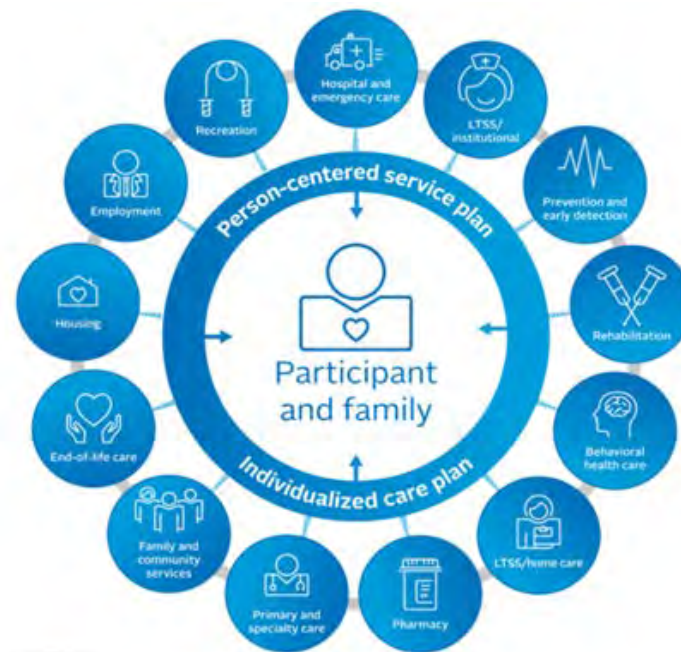 Hospital and
emergency care
LTSS/
institutional
Prevention and
early detection
Rehabilitation
Behavioral
health care
LTSS/home care
Pharmacy
Primary and
specialty care
Family and
community
services
End-of-life care
Housing
Employment
Recreation
Person-centered service plan
Participant
and family
Individualized care plan